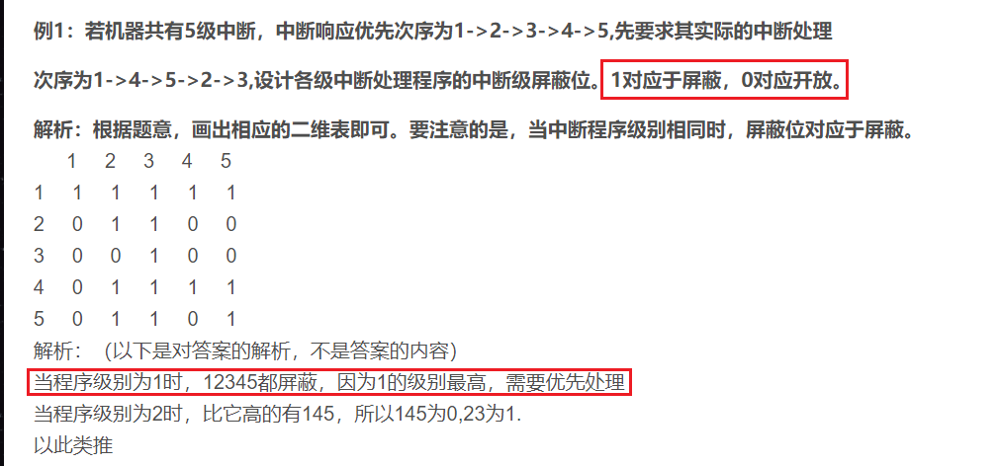 例1：若机器共有5级中断，中断响应优先次序为1->2->3->4->5,先要求其实际的中断处理
次序为1->4->5->2->3,设计各级中断处理程序的中断级屏蔽位。1对应于屏蔽，0对应开放。
解析：根据题意，画出相应的二维表即可。要注意的是，当中断程序级别相同时，屏蔽位对应于屏蔽。
1 2 3 4 5
1 1 1 1 1 1
2 0 1 1 0 0
3 0 0 1 0 0
4 0 1 1 1 1
5 0 1 1 0 1
解析：（以下是对答案的解析，不是答案的内容）
当程序级别为1时，12345都屏蔽，因为1的级别最高，需要优先处理
当程序级别为2时，比它高的有145，所以145为0,23为1.
以此类推